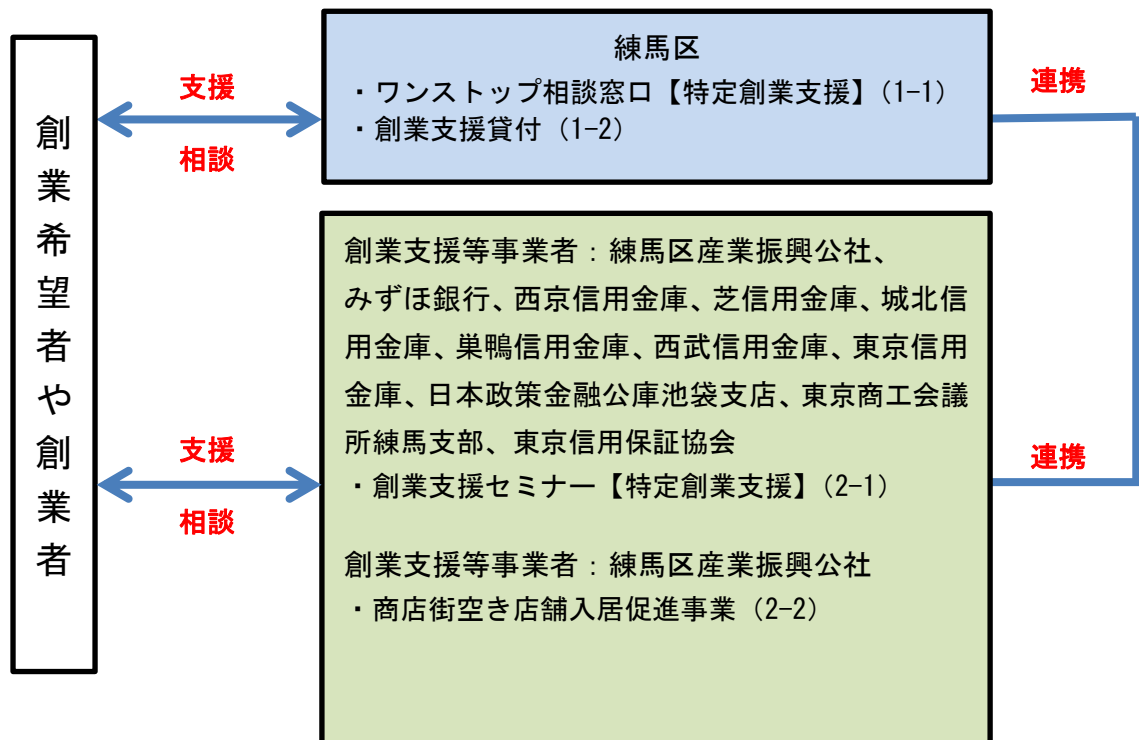 創業希望者や創業者
支援
相談
練馬区
・ワンストップ相談窓口【特定創業支援】(1-1)
・創業支援貸付(1-2)
連携
支援
相談
創業支援等事業者:練馬区産業振興公社、
みずほ銀行、西京信用金庫、芝信用金庫、城北信
用金庫、巣鴨信用金庫、西武信用金庫、東京信用
金庫、日本政策金融公庫池袋支店、東京商工会議
所練馬支部、東京信用保証協会
・創業支援セミナー【特定創業支援】(2-1)
創業支援等事業者:練馬区産業振興公社
・商店街空き店舗入居促進事業(2-2)
連携